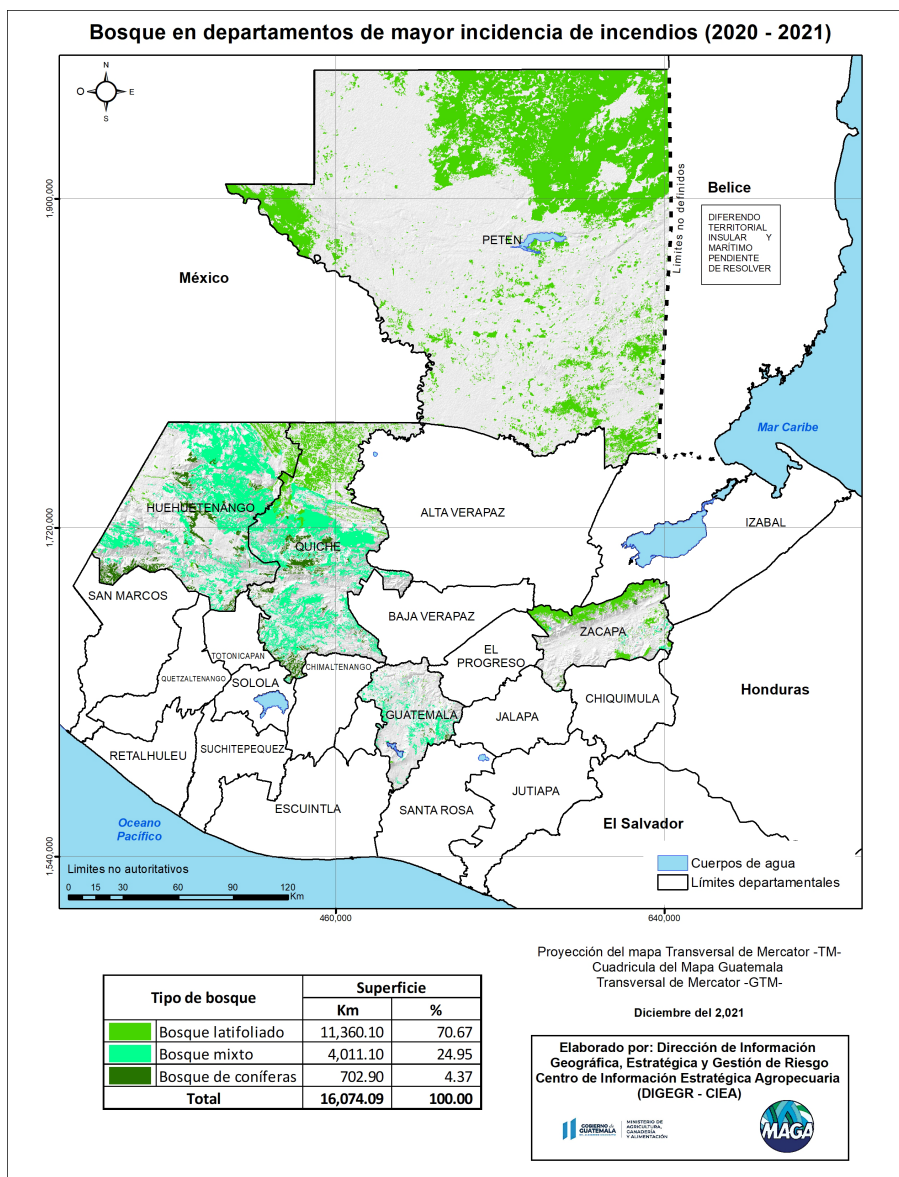 Bosque en departamentos de mayor incidencia de incendios (2020 - 2021)
N
O
E
S
1,900,000
1,720,000
1,540,000
460,000
640,000
Belice
DIFERENDO
TERRITORIAL
INSULAR Y
MARÍTIMO
PENDIENTE
DE RESOLVER
Limites no definidos
PETEN
México
Mar Caribe
HUEHUETENANGO
ALTA VERAPAZ
IZABAL
QUICHE
SAN MARCOS
BAJA VERAPAZ
ZACAPA
EL
PROGRESO
TOTONICAPAN
CHIMALTENANGO
QUETZALTENANGO
SOLOLA
CHIQUIMULA
Honduras
GUATEMALA
JALAPA
RETALHULEU
SUCHITEPEQUEZ
JUTIAPA
ESCUINTLA
SANTA ROSA
El Salvador
Oceano
Pacífico
Limites no autoritativos
0 15 30 60 90 120
Km
Cuerpos de agua
Límites departamentales
Proyección del mapa Transversal de Mercator -TM-
Cuadricula del Mapa Guatemala
Transversal de Mercator -GTM-
Diciembre del 2,021
Tipo de bosque Superficie
Km %
Bosque latifoliado 11,360.10 70.67
Bosque mixto 4,011.10 24.95
Bosque de coníferas 702.90 4.37
Total 16,074.09 100.00
Elaborado por: Dirección de Información
Geográfica, Estratégica y Gestión de Riesgo
Centro de Información Estratégica Agropecuaria
(DIGEGR - CIEA)
GOBIERNO de
GUATEMALA
MINISTERIO DE
AGRICULTURA,
GANADERÍA
Y ALIMENTACIÓN
MAGA